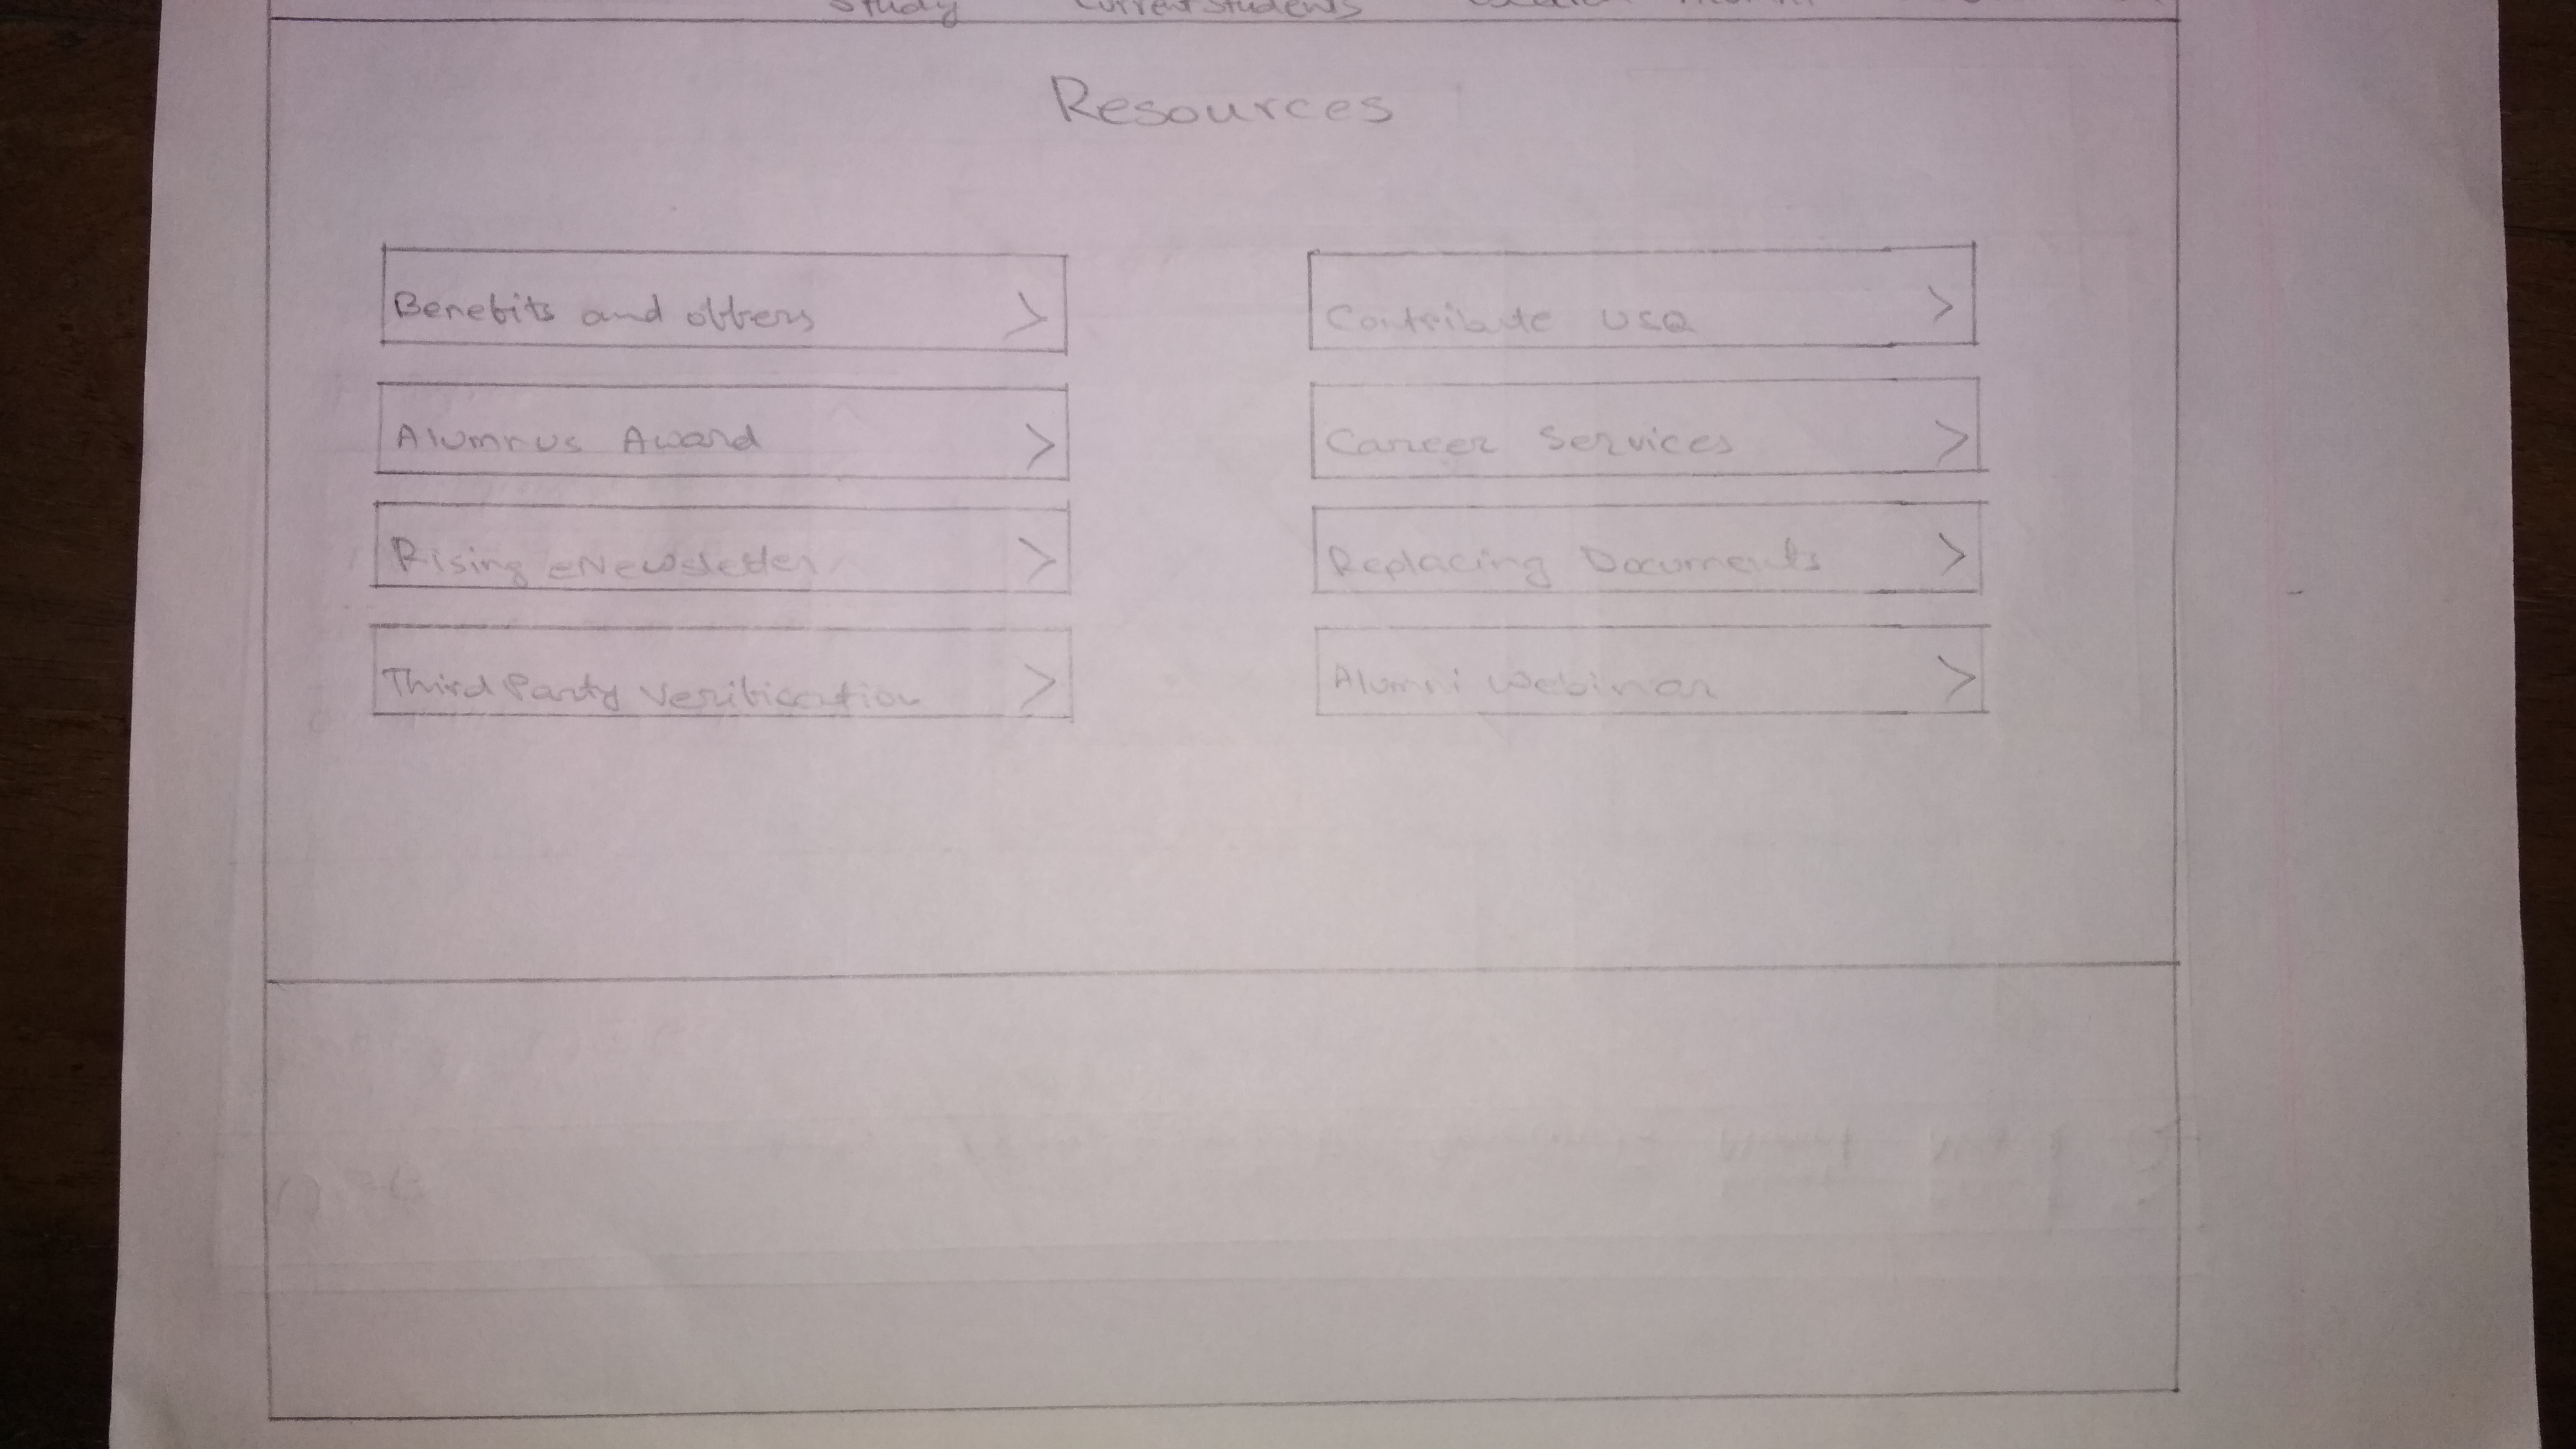 Study Current Students
Resources
Benefits and offers >
Contribute USQ >
Alumnus Award >
Career Services >
Rising eNewsletter >
Replacing Documents >
Third Party Verification >
Alumni Webinar >